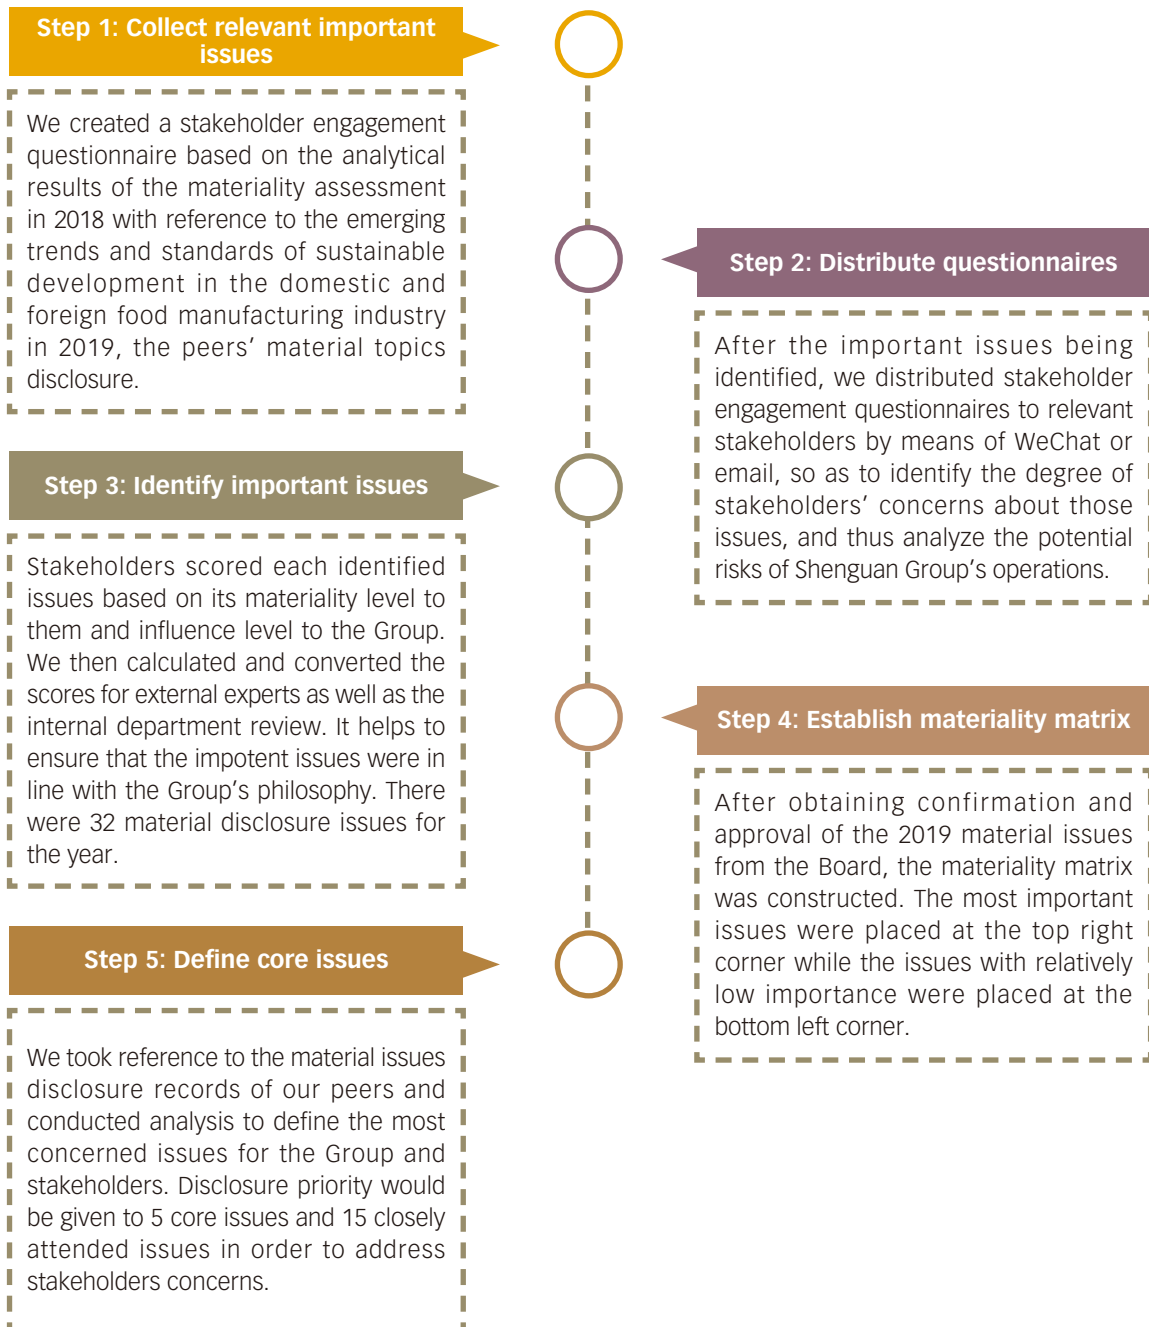 Step 1: Collect relevant important
issues
We created a stakeholder engagement
questionnaire based on the analytical
results of the materiality assessment
in 2018 with reference to the emerging
trends and standards of sustainable
development in the domestic and
foreign food manufacturing industry
in 2019, the peers’ material topics
disclosure.
Step 2: Distribute questionnaires
After the important issues being
identified, we distributed stakeholder
engagement questionnaires to relevant
stakeholders by means of WeChat or
email, so as to identify the degree of
stakeholders’ concerns about those
issues, and thus analyze the potential
risks of Shenguan Group’s operations.
Step 3: Identify important issues
Stakeholders scored each identified
issues based on its materiality level to
them and influence level to the Group.
We then calculated and converted the
scores for external experts as well as the
internal department review. It helps to
ensure that the impotent issues were in
line with the Group’s philosophy. There
were 32 material disclosure issues for
the year.
Step 4: Establish materiality matrix
After obtaining confirmation and
approval of the 2019 material issues
from the Board, the materiality matrix
was constructed. The most important
issues were placed at the top right
corner while the issues with relatively
low importance were placed at the
bottom left corner.
Step 5: Define core issues
We took reference to the material issues
disclosure records of our peers and
conducted analysis to define the most
concerned issues for the Group and
stakeholders. Disclosure priority would
be given to 5 core issues and 15 closely
attended issues in order to address
stakeholders concerns.